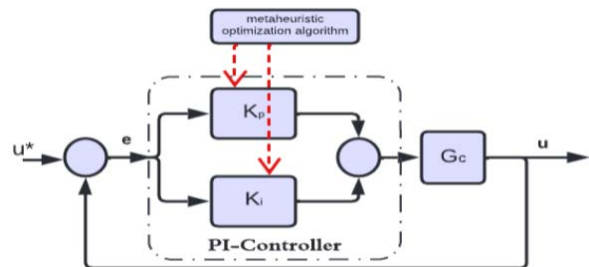 metaheuristic
optimization algorithm
Kp
u*
e
Gc
u
Ki
PI-Controller